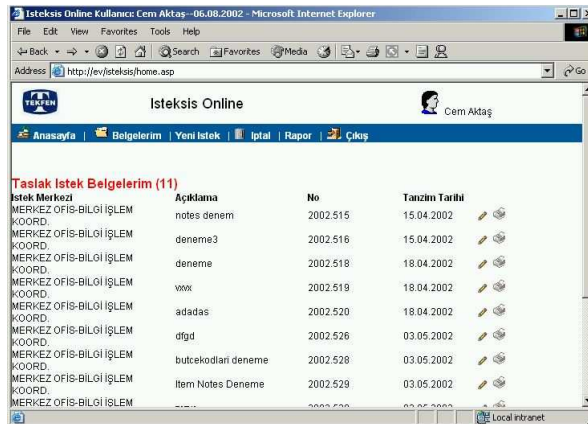 Isteksis Online Kullanıcı: Cem Aktaş--06.08.2002 - Microsoft Internet Explorer
File Edit View Favorites Tools Help
Back Search Favorites Media
Address http://ev/isteksis/home.asp Go
TEKFEN
Isteksis Online
Cem Aktaş
Anasayfa | Belgelerim | Yeni Istek | Iptal | Rapor | Çıkış
Taslak Istek Belgelerim (11)
Istek Merkezi Açıklama No Tanzim Tarihi
MERKEZ OFİS-BİLGİ İŞLEM
KOORD. notes denem 2002.515 15.04.2002
MERKEZ OFİS-BİLGİ İŞLEM
KOORD. deneme3 2002.516 15.04.2002
MERKEZ OFİS-BİLGİ İŞLEM
KOORD. deneme 2002.518 18.04.2002
MERKEZ OFİS-BİLGİ İŞLEM
KOORD. 2002.519 18.04.2002
MERKEZ OFİS-BİLGİ İŞLEM
KOORD. adadas 2002.520 18.04.2002
MERKEZ OFİS-BİLGİ İŞLEM
KOORD. dfgd 2002.526 03.05.2002
MERKEZ OFİS-BİLGİ İŞLEM
KOORD. butcekodlari deneme 2002.528 03.05.2002
MERKEZ OFİS-BİLGİ İŞLEM
KOORD. Item Notes Deneme 2002.529 03.05.2002
MERKEZ OFİS-BİLGİ İŞLEM
Local intranet